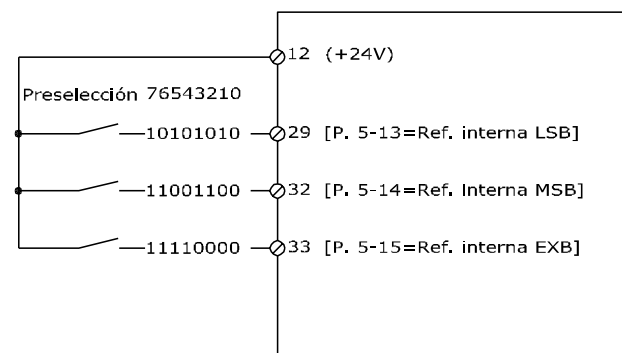 12 (+24V)
Preselección 76543210
10101010 29 [P. 5-13=Ref. interna LSB]
11001100 32 [P. 5-14=Ref. Interna MSB]
11110000 33 [P. 5-15=Ref. interna EXB]